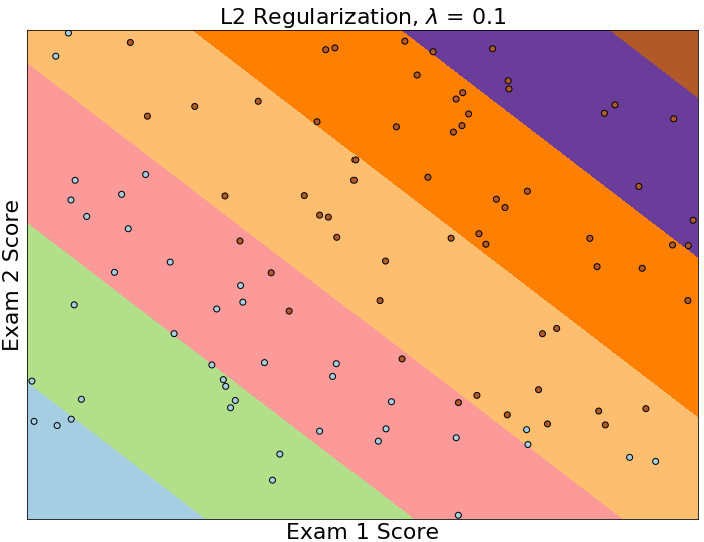 L2 Regularization, λ = 0.1
Exam 2 Score
Exam 1 Score